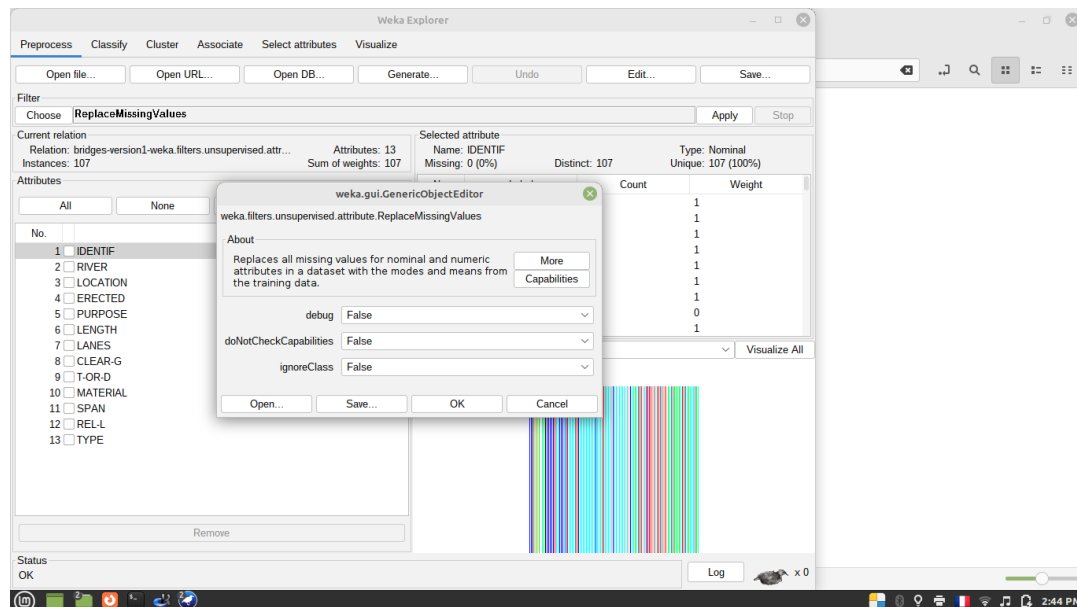 Weka Explorer
Preprocess Classify Cluster Associate Select attributes Visualize
Open file... Open URL... Open DB... Generate... Undo Edit... Save...
Filter
Choose ReplaceMissingValues Apply Stop
Current relation
Relation: bridges-version1-weka.filters.unsupervised.attr... Attributes: 13
Instances: 107 Sum of weights: 107
Selected attribute
Name: IDENTIF Type: Nominal
Missing: 0 (0%) Distinct: 107 Unique: 107 (100%)
Attributes
All None
No.
1 IDENTIF
2 RIVER
3 LOCATION
4 ERECTED
5 PURPOSE
6 LENGTH
7 LANES
8 CLEAR-G
9 T-OR-D
10 MATERIAL
11 SPAN
12 REL-L
13 TYPE
Remove
Count Weight
1
1
1
1
1
1
1
0
1
Visualize All
weka.gui.GenericObjectEditor
weka.filters.unsupervised.attribute.ReplaceMissingValues
About
Replaces all missing values for nominal and numeric
attributes in a dataset with the modes and means from
the training data.
More
Capabilities
debug False
doNotCheckCapabilities False
ignoreClass False
Open... Save... OK Cancel
Status
OK
Log x 0
2 2 2:44 PM